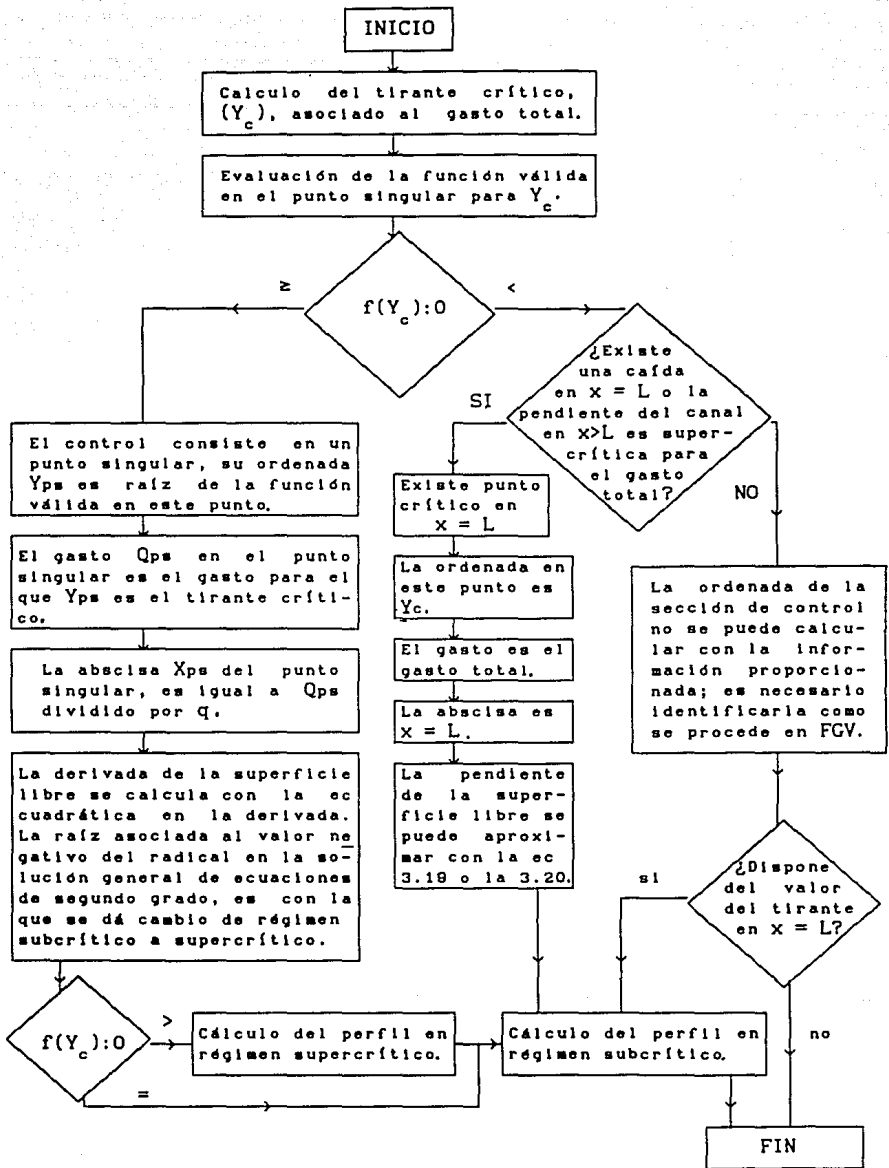 INICIO
Calculo del tirante crítico,
(Yc), asociado al gasto total.
Evaluación de la función válida
en el punto singular para Yc.
≥
f(Yc):0
<
¿Existe
una caída
en x = L o la
pendiente del canal
en x>L es super-
crítica para
el gasto
total?
SI
NO
El control consiste en un
punto singular, su ordenada
Yps es raíz de la función
válida en este punto.
El gasto Qps en el punto
singular es el gasto para el
que Yps es el tirante críti-
co.
La abscisa Xps del punto
singular, es igual a Qps
dividido por q.
La derivada de la superficie
libre se calcula con la ec
cuadrática en la derivada.
La raíz asociada al valor ne
gativo del radical en la so-
lución general de ecuaciones
de segundo grado, es con la
que se dá cambio de régimen
subcrítico a supercrítico.
Existe punto
crítico en
x = L
La ordenada en
este punto es
Yc.
El gasto es el
gasto total.
La abscisa es
x = L.
La pendiente
de la super-
ficie libre se
puede aproxi-
mar con la ec
3.19 o la 3.20.
La ordenada de la
sección de control
no se puede calcu-
lar con la infor-
mación proporcio-
nada; es necesario
identificarla como
se procede en FGV.
¿Dispone
del valor
del tirante
en x = L?
si
no
f(Yc):0
>
=
Cálculo del perfil en
régimen supercrítico.
Cálculo del perfil en
régimen subcrítico.
FIN